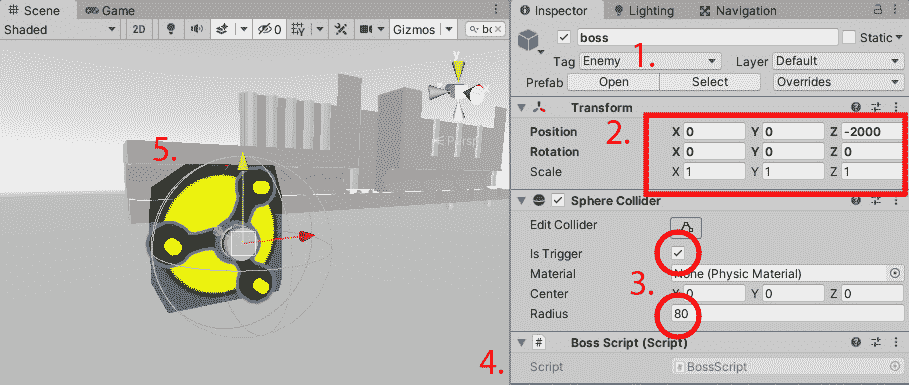 Scene Game
Shaded 2D 0 Gizmos bo
y
Persp
5.
4.
Inspector Lighting Navigation
boss Static
Tag Enemy 1. Layer Default
Prefab Open Select Overrides
Transform
2. Position X 0 Y 0 Z -2000
Rotation X 0 Y 0 Z 0
Scale X 1 Y 1 Z 1
Sphere Collider
Edit Collider
Is Trigger
Material None (Physic Material)
3. Center X 0 Y 0 Z 0
Radius 80
Boss Script (Script)
Script BossScript